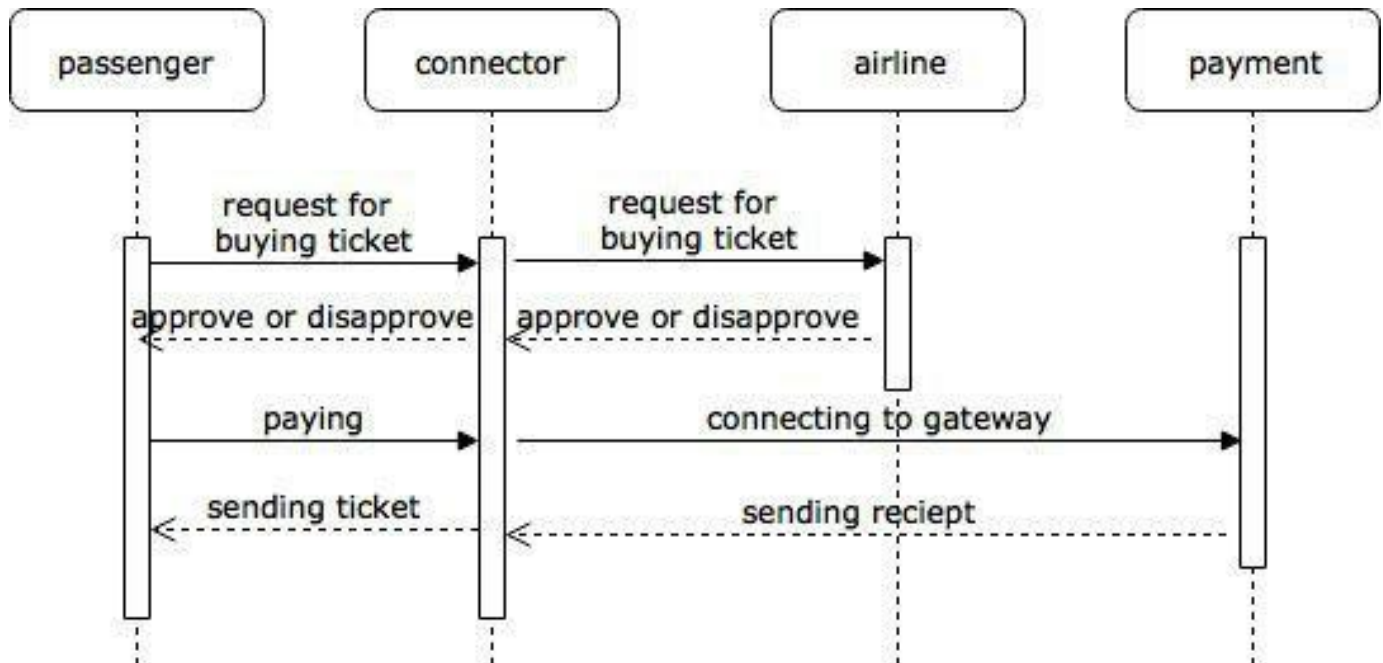 passenger
connector
airline
payment
request for
buying ticket
request for
buying ticket
approve or disapprove
approve or disapprove
paying
connecting to gateway
sending ticket
sending reciept